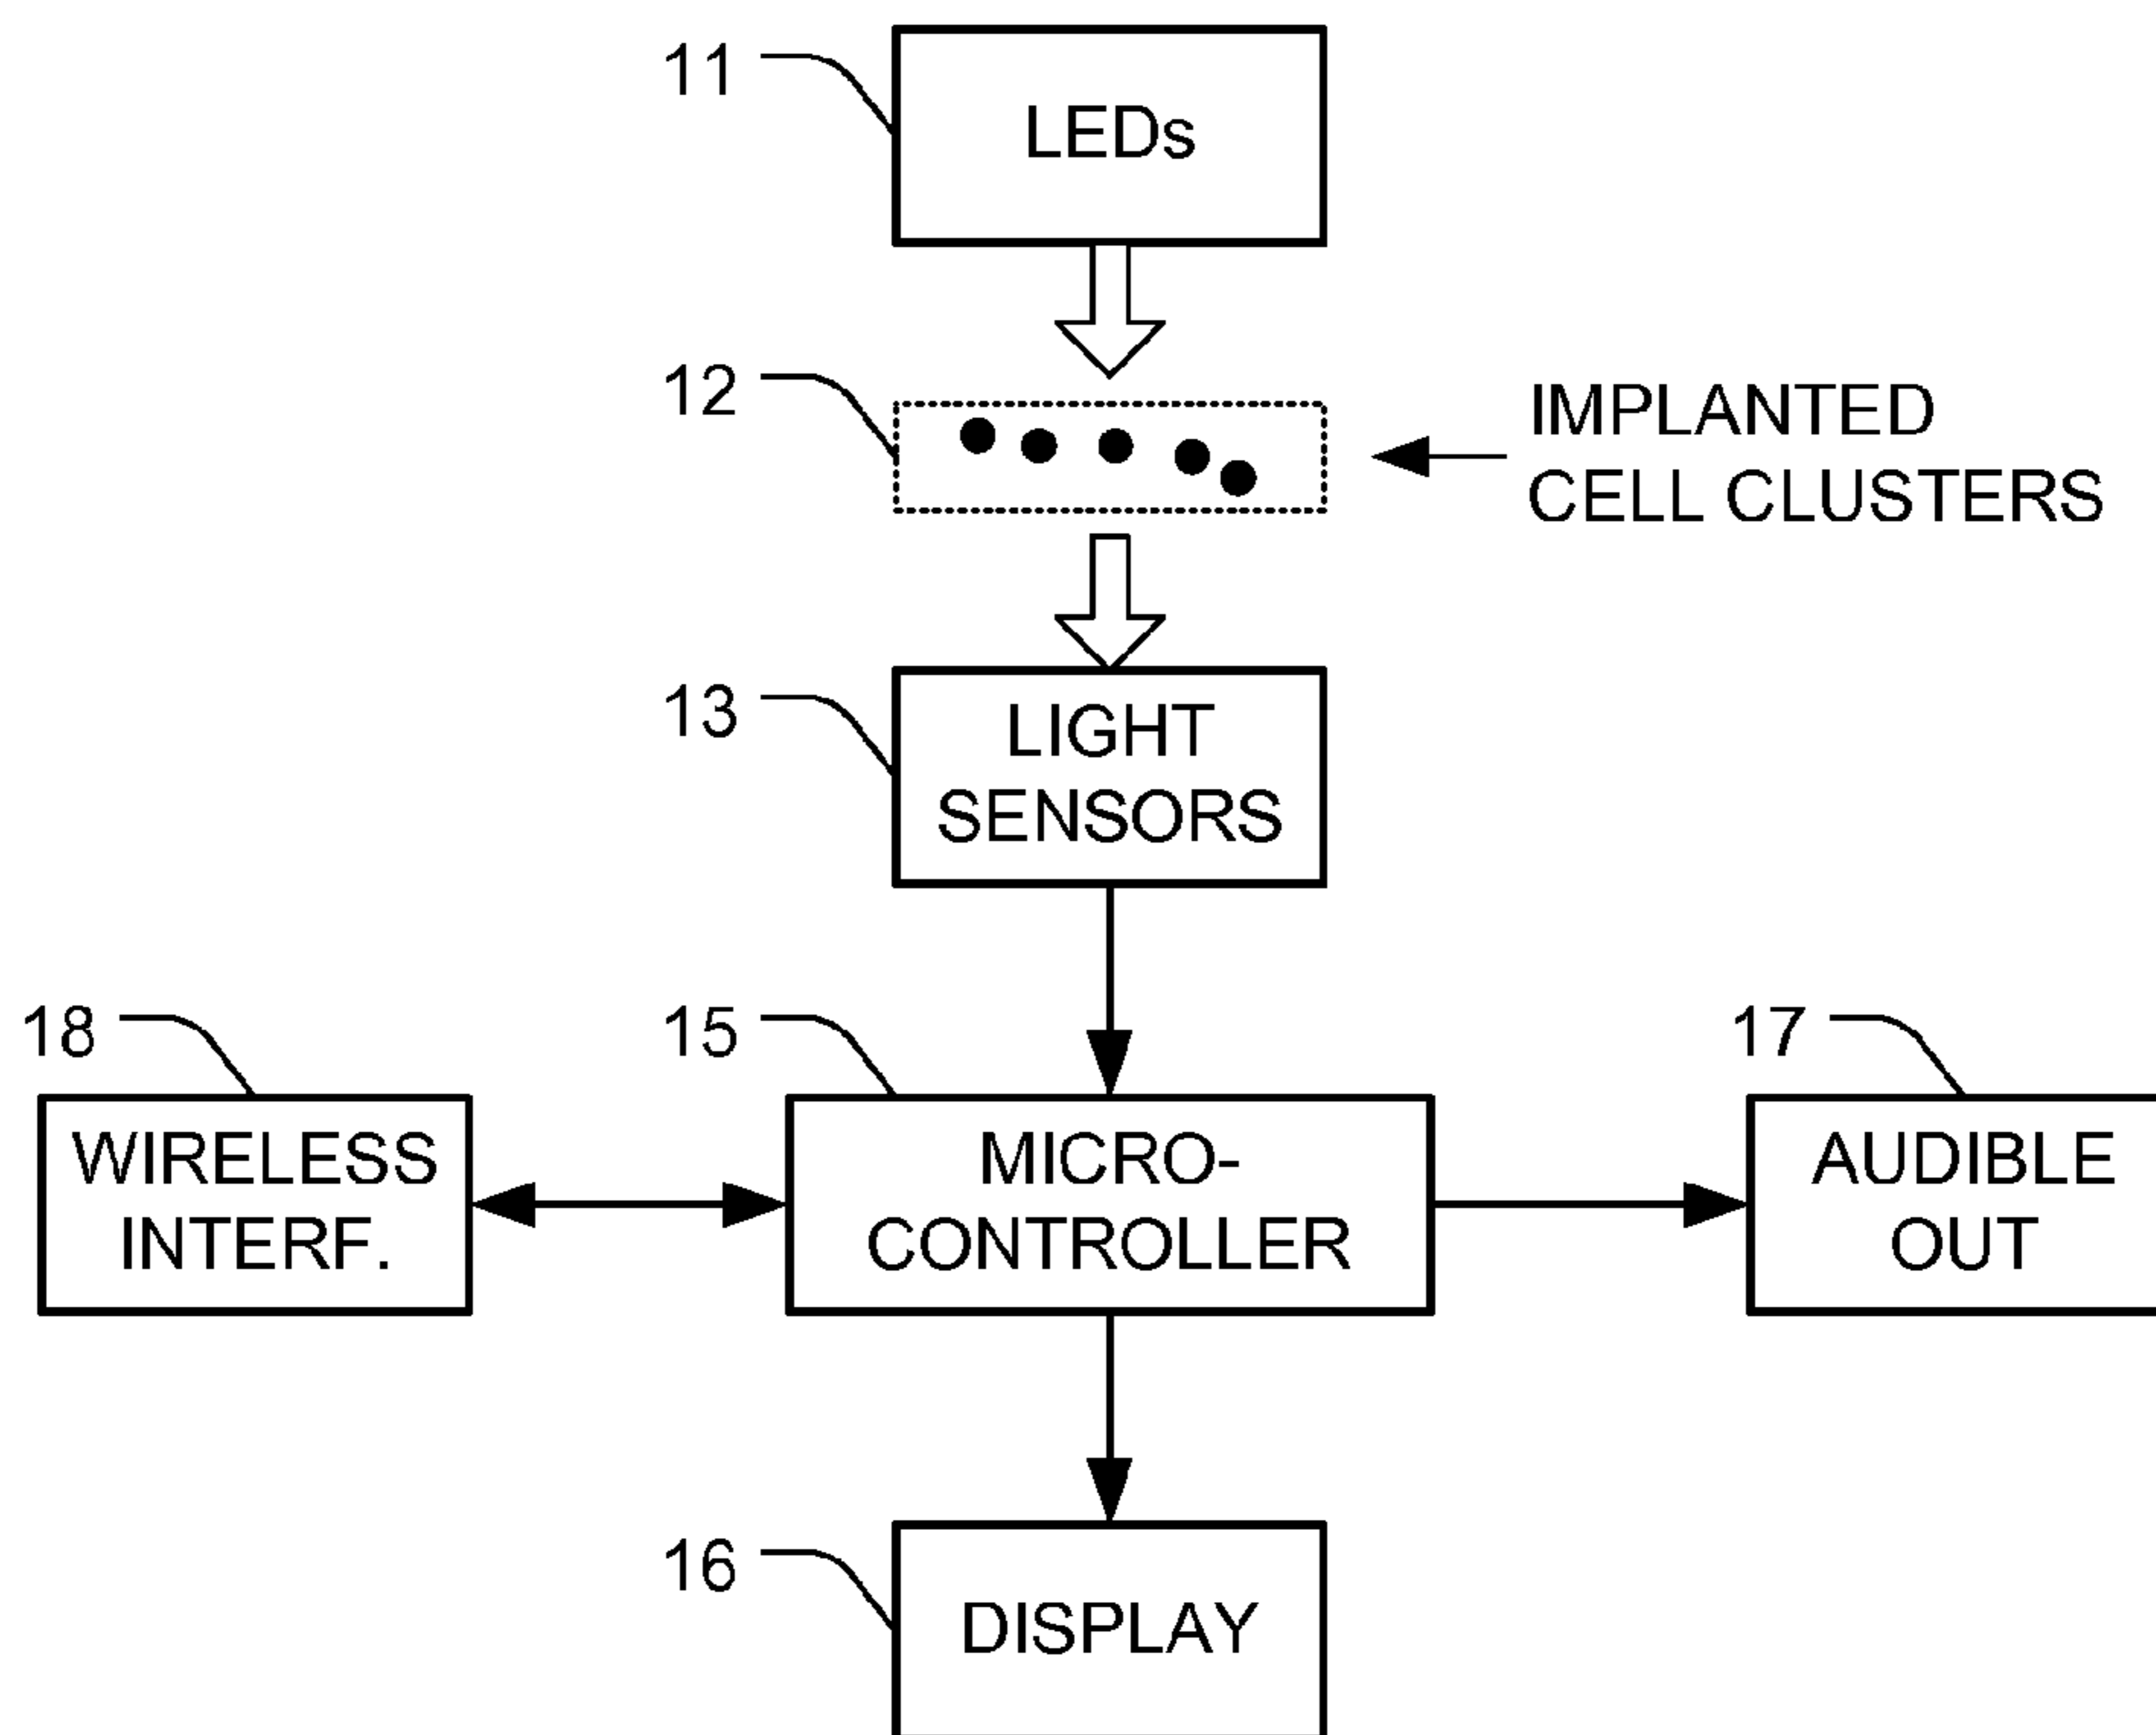 11
LEDs
12
IMPLANTED
CELL CLUSTERS
13
LIGHT
SENSORS
18
15
17
WIRELESS
INTERF.
MICRO-
CONTROLLER
AUDIBLE
OUT
16
DISPLAY